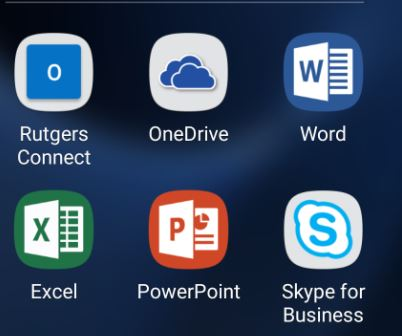 O
Rutgers
Connect
OneDrive
W
Word
X
Excel
P
PowerPoint
S
Skype for
Business